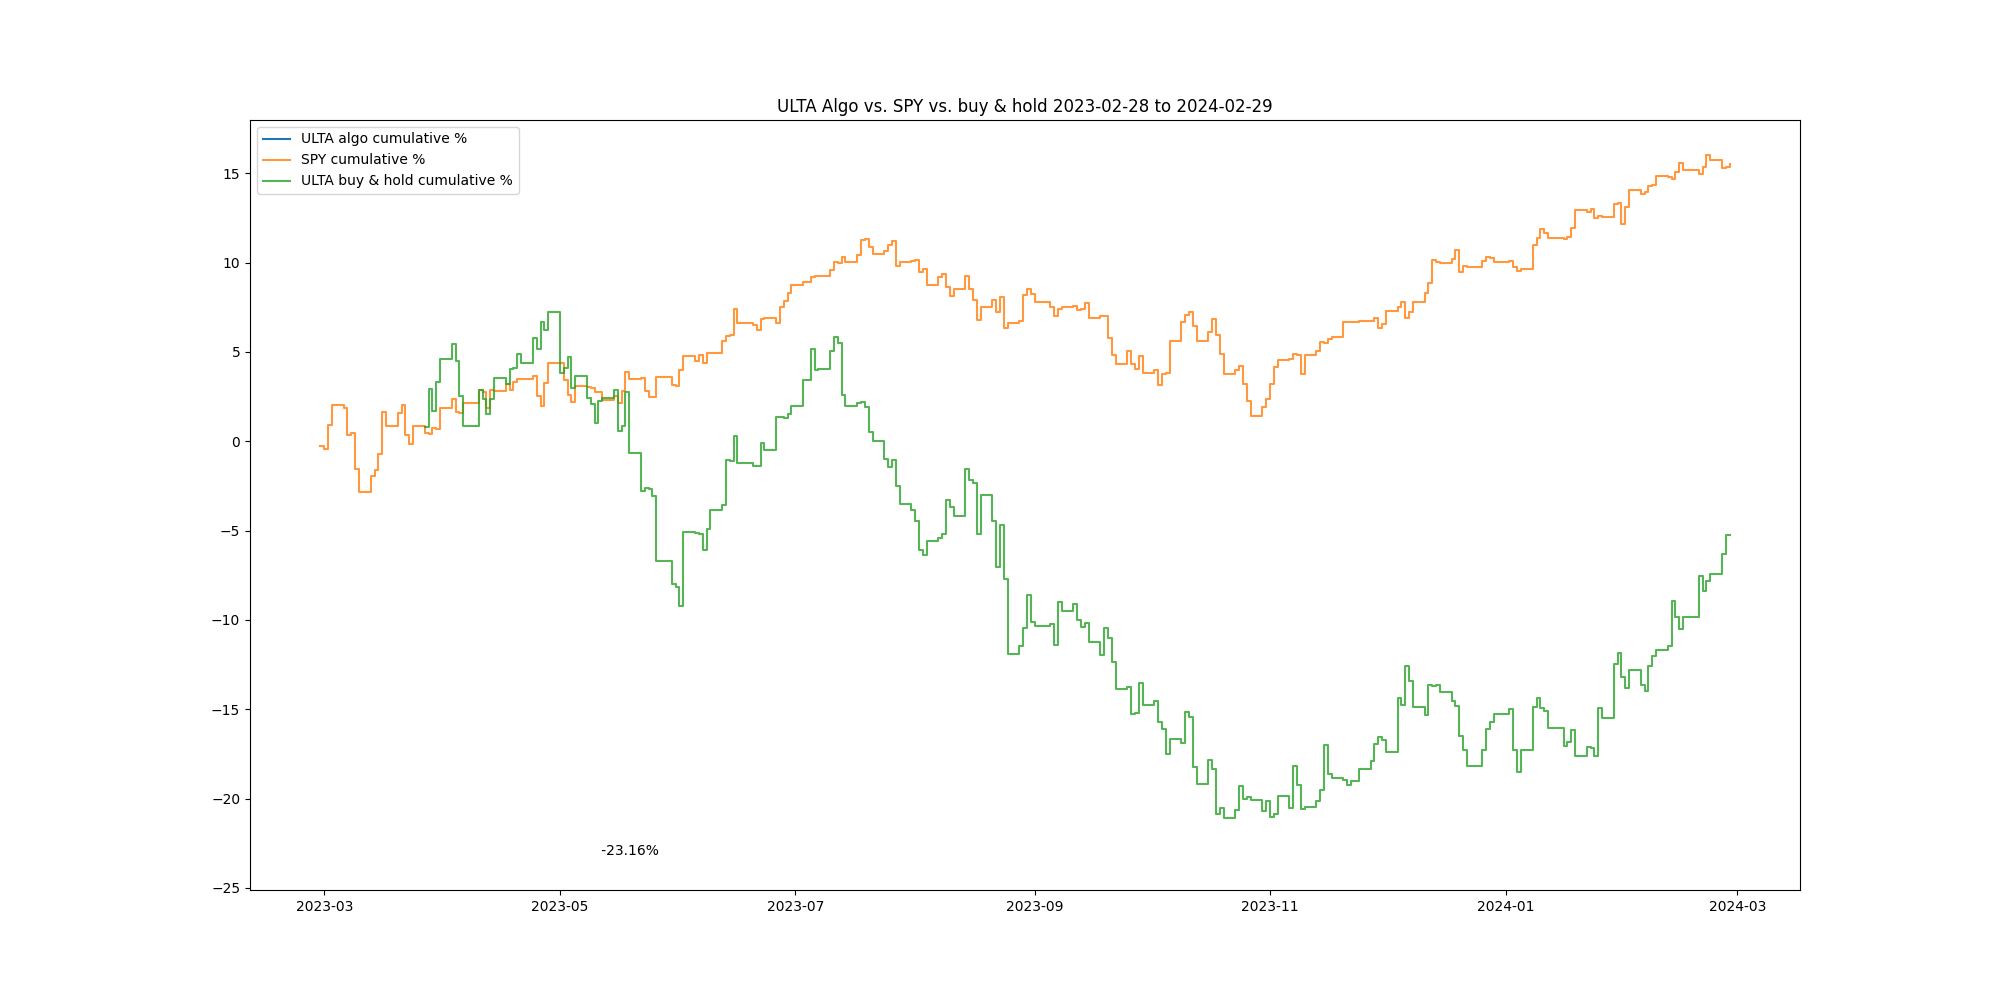 ULTA Algo vs. SPY vs. buy & hold 2023-02-28 to 2024-02-29
ULTA algo cumulative %
SPY cumulative %
ULTA buy & hold cumulative %
15
10
5
0
−5
−10
−15
−20
−25
-23.16%
2023-03 2023-05 2023-07 2023-09 2023-11 2024-01 2024-03